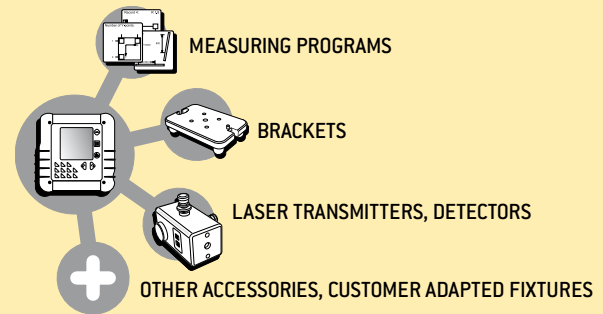 MEASURING PROGRAMS
BRACKETS
LASER TRANSMITTERS, DETECTORS
OTHER ACCESSORIES, CUSTOMER ADAPTED FIXTURES